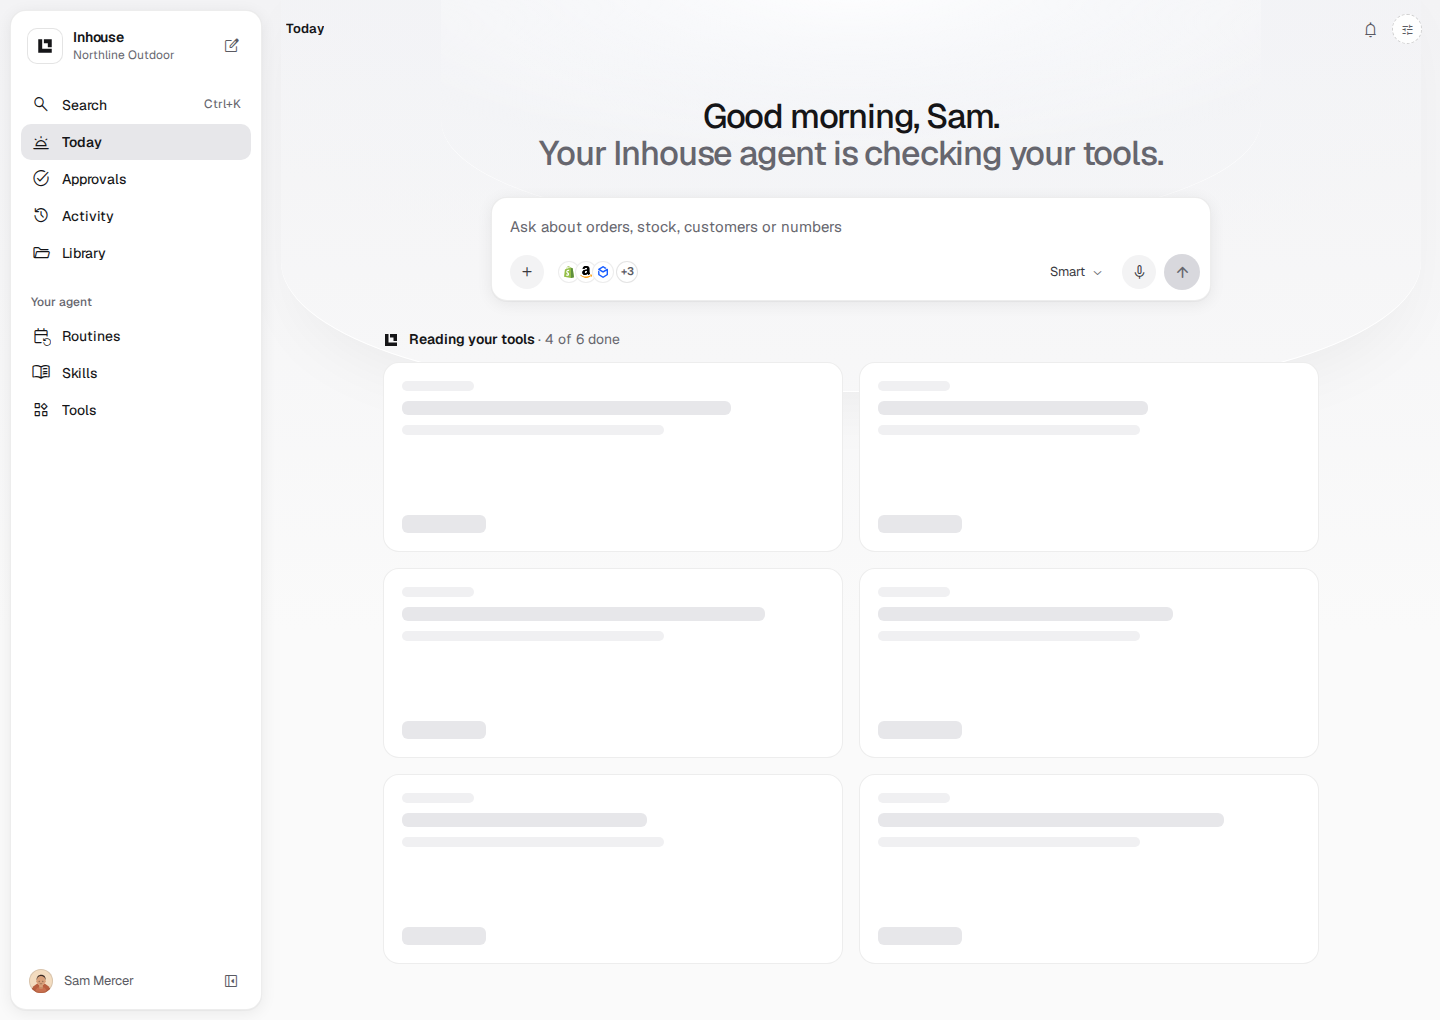 Inhouse
Northline Outdoor
Search Ctrl+K
Today
Approvals
Activity
Library
Your agent
Routines
Skills
Tools
Sam Mercer
Today
Good morning, Sam.
Your Inhouse agent is checking your tools.
Ask about orders, stock, customers or numbers
+3
Smart
Reading your tools · 4 of 6 done